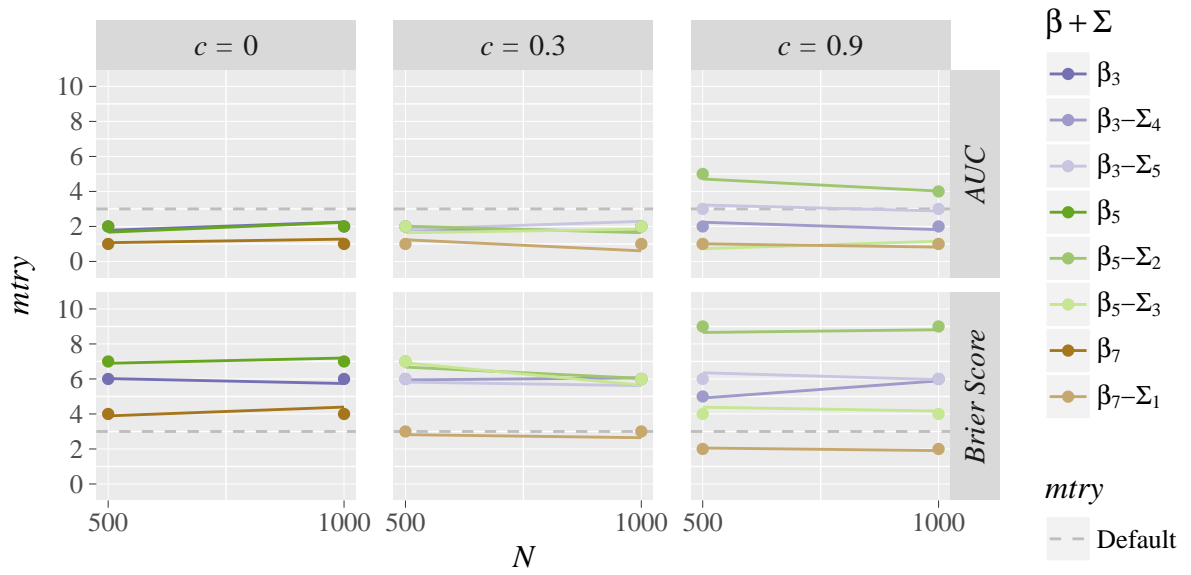 c = 0
c = 0.3
c = 0.9
β + Σ
β₃
β₃–Σ₄
β₃–Σ₅
β₅
β₅–Σ₂
β₅–Σ₃
β₇
β₇–Σ₁
mtry
Default
mtry
10
8
6
4
2
0
AUC
10
8
6
4
2
0
Brier Score
500
1000
500
1000
500
1000
N